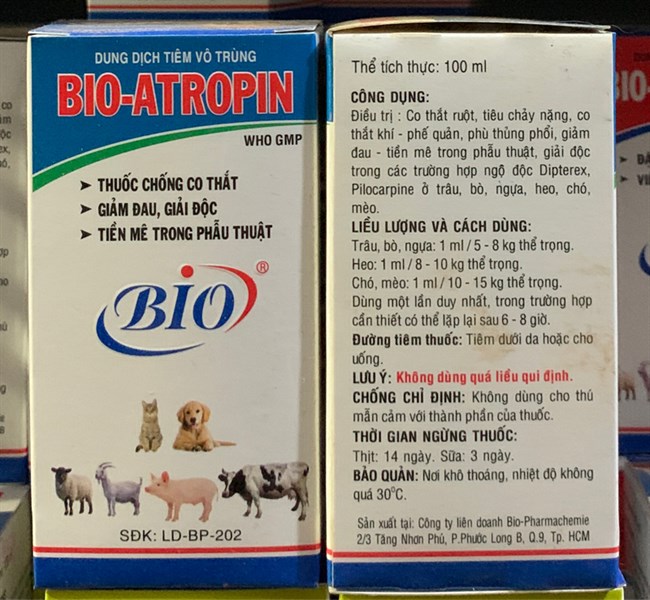 DUNG DỊCH TIÊM VÔ TRÙNG
BIO-ATROPIN
WHO GMP
➤ THUỐC CHỐNG CO THẮT
➤ GIẢM ĐAU, GIẢI ĐỘC
➤ TIỀN MÊ TRONG PHẪU THUẬT
BIO®
SĐK: LD-BP-202
Thể tích thực: 100 ml
CÔNG DỤNG:
Điều trị : Co thắt ruột, tiêu chảy nặng, co
thắt khí - phế quản, phù thủng phổi, giảm
đau - tiền mê trong phẫu thuật, giải độc
trong các trường hợp ngộ độc Dipterex,
Pilocarpine ở trâu, bò, ngựa, heo, chó,
mèo.
LIỀU LƯỢNG VÀ CÁCH DÙNG:
Trâu, bò, ngựa: 1 ml / 5 - 8 kg thể trọng.
Heo: 1 ml / 8 - 10 kg thể trọng.
Chó, mèo: 1 ml / 10 - 15 kg thể trọng.
Dùng một lần duy nhất, trong trường hợp
cần thiết có thể lặp lại sau 6 - 8 giờ.
Đường tiêm thuốc: Tiêm dưới da hoặc cho
uống.
LƯU Ý: Không dùng quá liều qui định.
CHỐNG CHỈ ĐỊNH: Không dùng cho thú
mẫn cảm với thành phần của thuốc.
THỜI GIAN NGỪNG THUỐC:
Thịt: 14 ngày. Sữa: 3 ngày.
BẢO QUẢN: Nơi khô thoáng, nhiệt độ không
quá 30°C.
Sản xuất tại: Công ty liên doanh Bio-Pharmachemie
2/3 Tăng Nhơn Phú, P.Phước Long B, Q.9, Tp. HCM